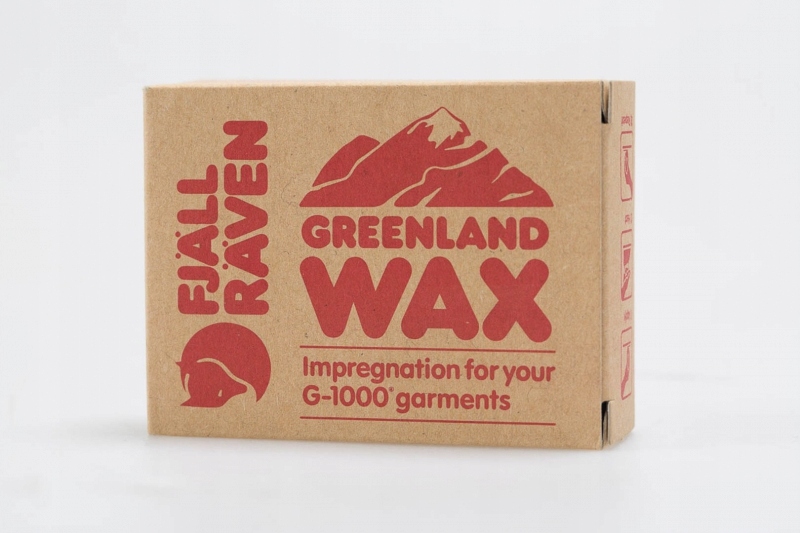 FJÄLL
RÄVEN
GREENLAND
WAX
Impregnation for your
G-1000® garments